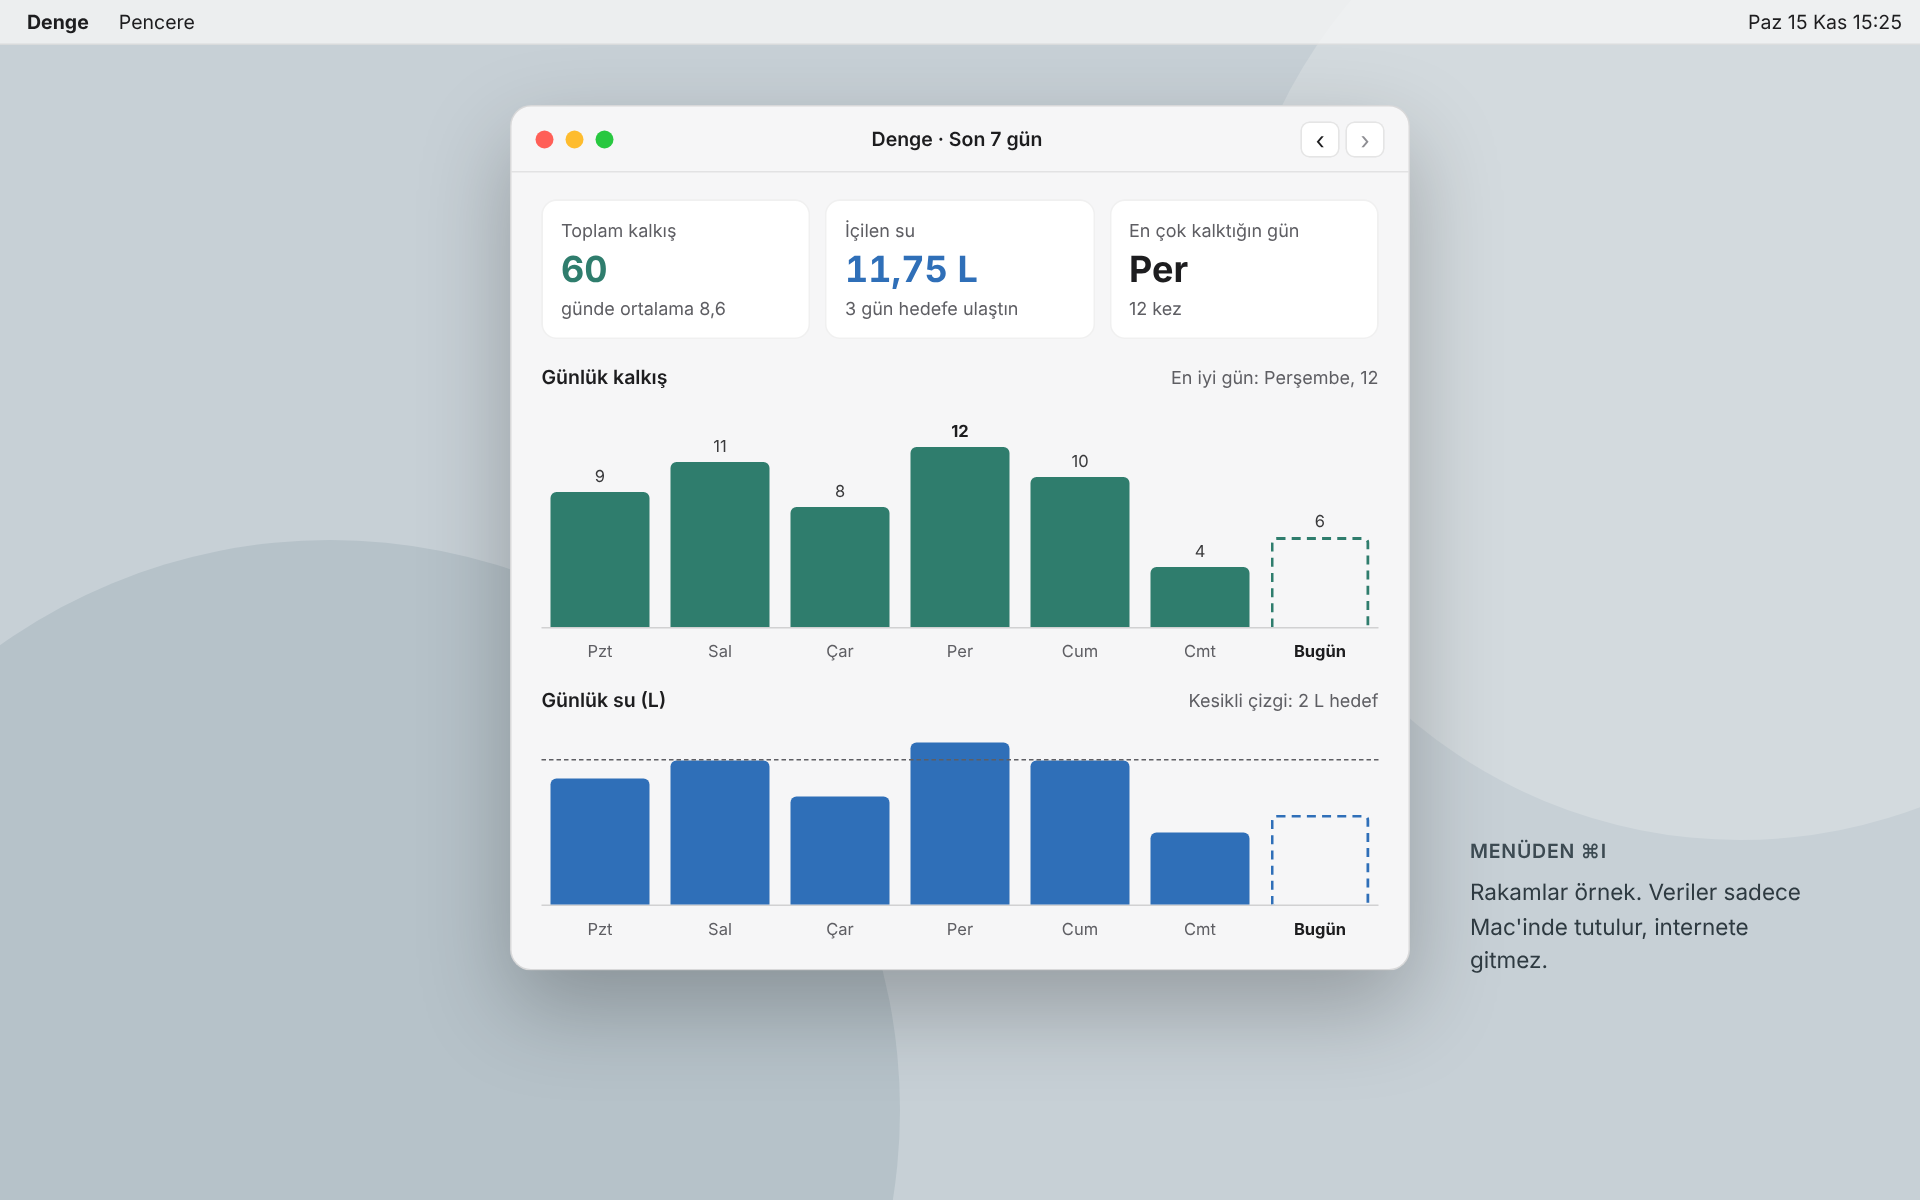 Denge Pencere Paz 15 Kas 15:25
Denge · Son 7 gün
Toplam kalkış
60
günde ortalama 8,6
İçilen su
11,75 L
3 gün hedefe ulaştın
En çok kalktığın gün
Per
12 kez
Günlük kalkış En iyi gün: Perşembe, 12
9 11 8 12 10 4 6
Pzt Sal Çar Per Cum Cmt Bugün
Günlük su (L) Kesikli çizgi: 2 L hedef
Pzt Sal Çar Per Cum Cmt Bugün
MENÜDEN ⌘I
Rakamlar örnek. Veriler sadece
Mac'inde tutulur, internete
gitmez.